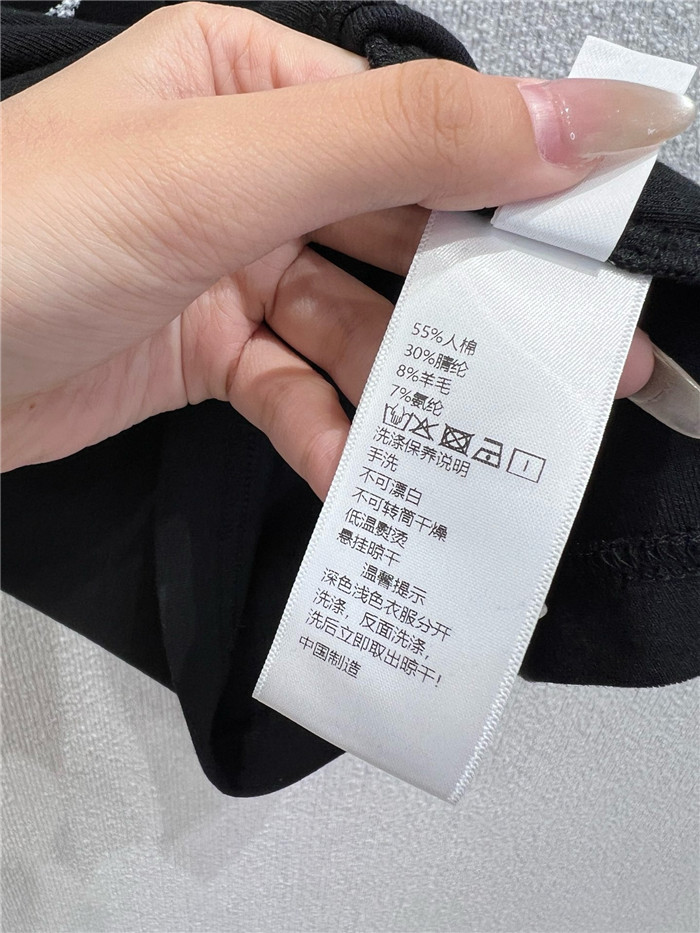 55%人棉
30%腈纶
8%羊毛
7%氨纶
洗涤保养说明
手洗
不可漂白
不可转筒干燥
低温熨烫
悬挂晾干
温馨提示
深色浅色衣服分开
洗涤，反面洗涤，
洗后立即取出晾干！
中国制造